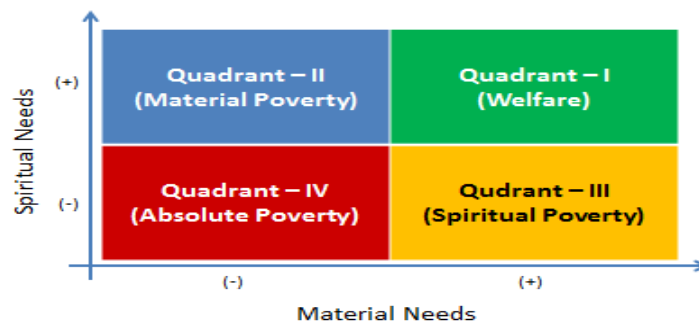 Spiritual Needs
(+)
(-)
Quadrant – II
(Material Poverty)
Quadrant – I
(Welfare)
Quadrant – IV
(Absolute Poverty)
Qudrant – III
(Spiritual Poverty)
(-)
(+)
Material Needs